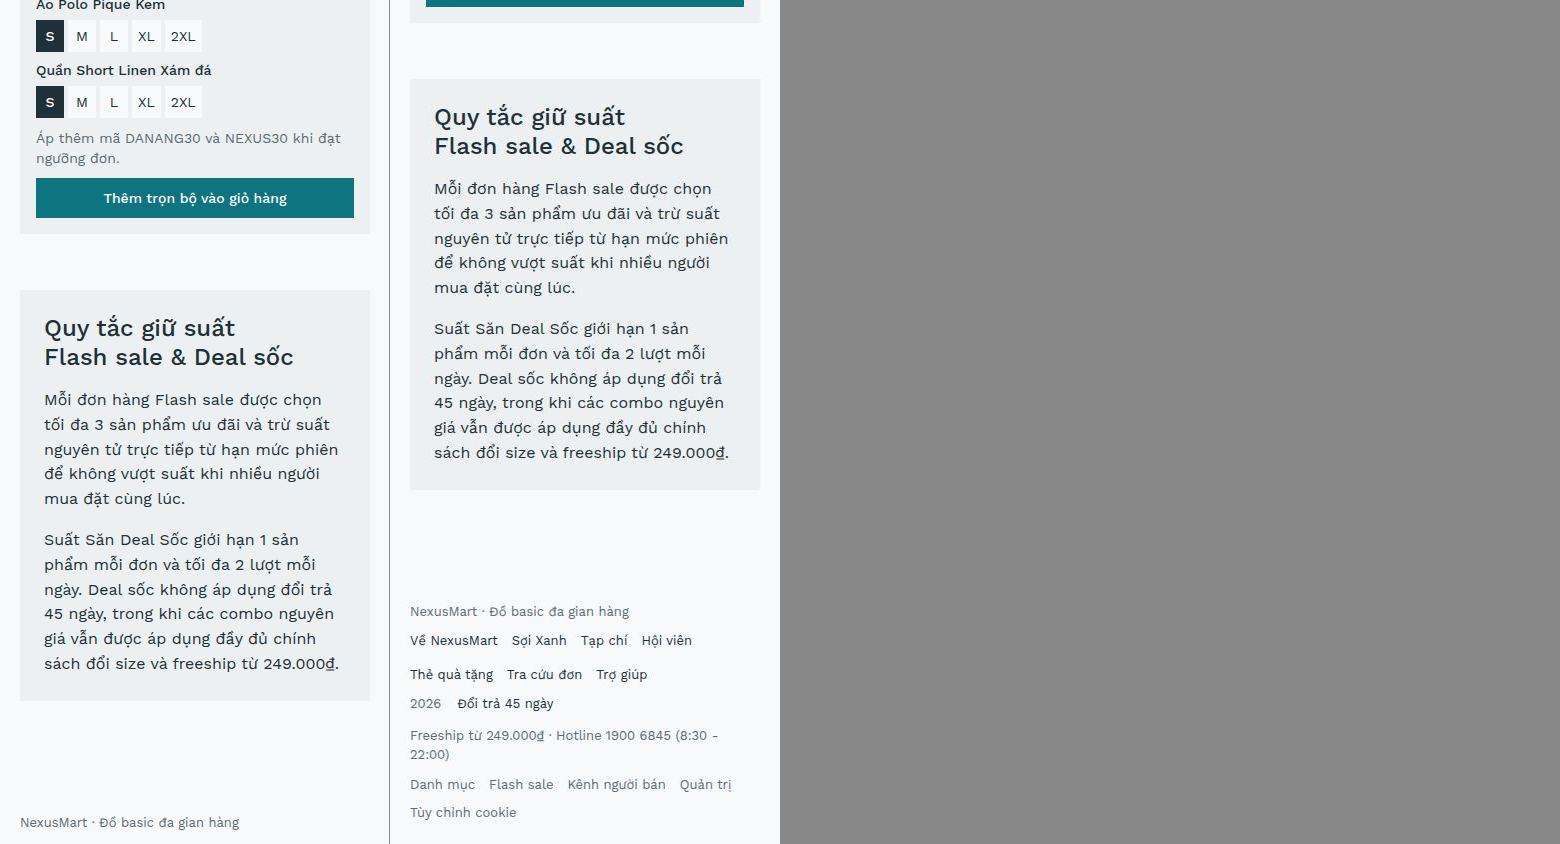 Áo Polo Pique Kem
S M L XL 2XL
Quần Short Linen Xám đá
S M L XL 2XL
Áp thêm mã DANANG30 và NEXUS30 khi đạt
ngưỡng đơn.
Thêm trọn bộ vào giỏ hàng
Quy tắc giữ suất
Flash sale & Deal sốc
Mỗi đơn hàng Flash sale được chọn
tối đa 3 sản phẩm ưu đãi và trừ suất
nguyên tử trực tiếp từ hạn mức phiên
để không vượt suất khi nhiều người
mua đặt cùng lúc.
Suất Săn Deal Sốc giới hạn 1 sản
phẩm mỗi đơn và tối đa 2 lượt mỗi
ngày. Deal sốc không áp dụng đổi trả
45 ngày, trong khi các combo nguyên
giá vẫn được áp dụng đầy đủ chính
sách đổi size và freeship từ 249.000₫.
NexusMart · Đồ basic đa gian hàng
Quy tắc giữ suất
Flash sale & Deal sốc
Mỗi đơn hàng Flash sale được chọn
tối đa 3 sản phẩm ưu đãi và trừ suất
nguyên tử trực tiếp từ hạn mức phiên
để không vượt suất khi nhiều người
mua đặt cùng lúc.
Suất Săn Deal Sốc giới hạn 1 sản
phẩm mỗi đơn và tối đa 2 lượt mỗi
ngày. Deal sốc không áp dụng đổi trả
45 ngày, trong khi các combo nguyên
giá vẫn được áp dụng đầy đủ chính
sách đổi size và freeship từ 249.000₫.
NexusMart · Đồ basic đa gian hàng
Về NexusMart Sợi Xanh Tạp chí Hội viên
Thẻ quà tặng Tra cứu đơn Trợ giúp
2026 Đổi trả 45 ngày
Freeship từ 249.000₫ · Hotline 1900 6845 (8:30 -
22:00)
Danh mục Flash sale Kênh người bán Quản trị
Tùy chỉnh cookie